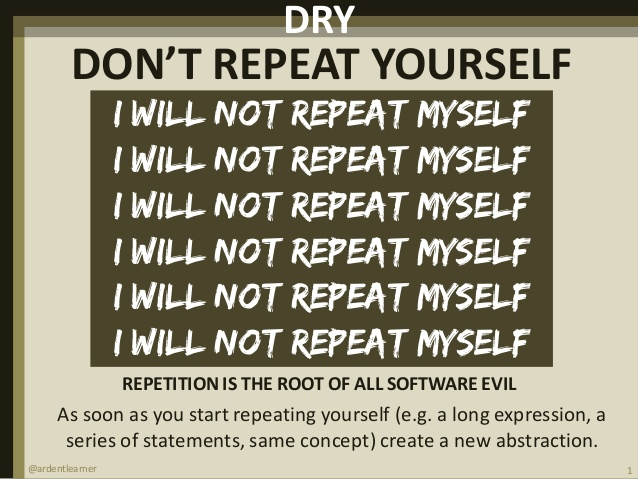 DRY
DON’T REPEAT YOURSELF
I WILL NOT REPEAT MYSELF
I WILL NOT REPEAT MYSELF
I WILL NOT REPEAT MYSELF
I WILL NOT REPEAT MYSELF
I WILL NOT REPEAT MYSELF
I WILL NOT REPEAT MYSELF
REPETITION IS THE ROOT OF ALL SOFTWARE EVIL
As soon as you start repeating yourself (e.g. a long expression, a
series of statements, same concept) create a new abstraction.
@ardentlearner
1